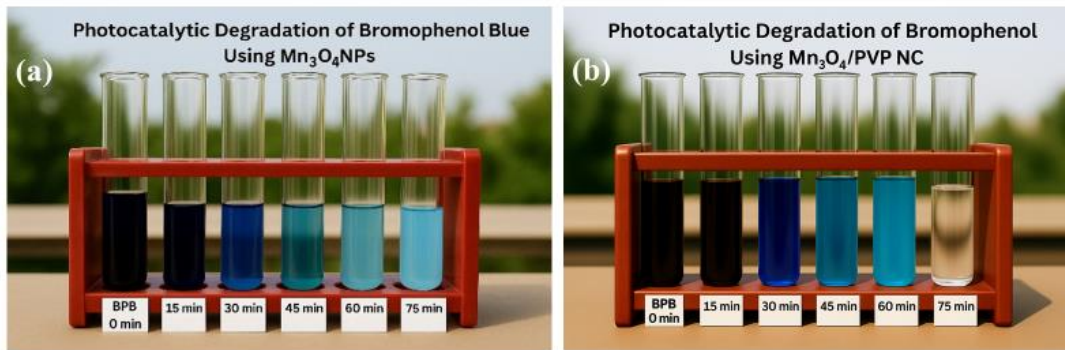 Photocatalytic Degradation of Bromophenol Blue
Using Mn₃O₄NPs
(a)
BPB
0 min
15 min
30 min
45 min
60 min
75 min
Photocatalytic Degradation of Bromophenol
Using Mn₃O₄/PVP NC
(b)
BPB
0 min
15 min
30 min
45 min
60 min
75 min